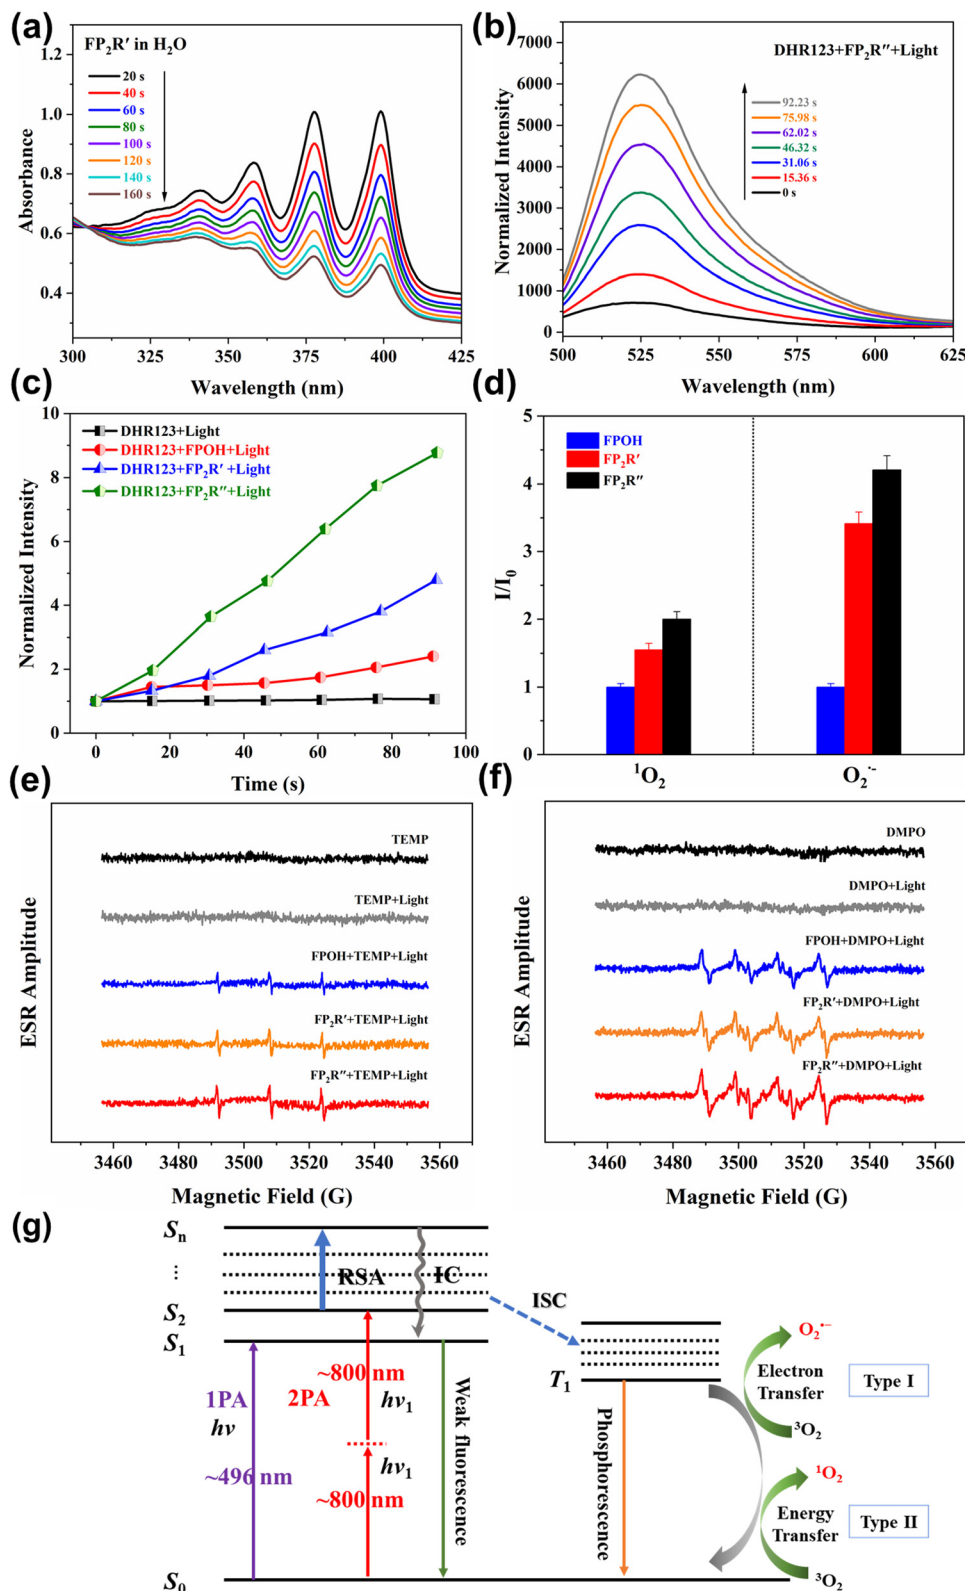 (a)
FP₂R′ in H₂O
20 s
40 s
60 s
80 s
100 s
120 s
140 s
160 s
1.2
1.0
0.8
0.6
0.4
300
325
350
375
400
425
Absorbance
Wavelength (nm)
(b)
DHR123+FP₂R″+Light
92.23 s
75.98 s
62.02 s
46.32 s
31.06 s
15.36 s
0 s
7000
6000
5000
4000
3000
2000
1000
0
500
525
550
575
600
625
Normalized Intensity
Wavelength (nm)
(c)
DHR123+Light
DHR123+FPOH+Light
DHR123+FP₂R′ +Light
DHR123+FP₂R″+Light
10
8
6
4
2
0
0
20
40
60
80
100
Normalized Intensity
Time (s)
(d)
FPOH
FP₂R′
FP₂R″
5
4
3
2
1
0
I/I₀
¹O₂
O₂·⁻
(e)
TEMP
TEMP+Light
FPOH+TEMP+Light
FP₂R′+TEMP+Light
FP₂R″+TEMP+Light
3460
3480
3500
3520
3540
3560
ESR Amplitude
Magnetic Field (G)
(f)
DMPO
DMPO+Light
FPOH+DMPO+Light
FP₂R′+DMPO+Light
FP₂R″+DMPO+Light
3460
3480
3500
3520
3540
3560
ESR Amplitude
Magnetic Field (G)
(g)
Sₙ
...
S₂
S₁
S₀
RSA
IC
ISC
T₁
1PA
hν
~496 nm
2PA
~800 nm
hν₁
hν₁
~800 nm
Weak fluorescence
Phosphorescence
O₂·⁻
Electron
Transfer
Type I
³O₂
¹O₂
Energy
Transfer
Type II
³O₂